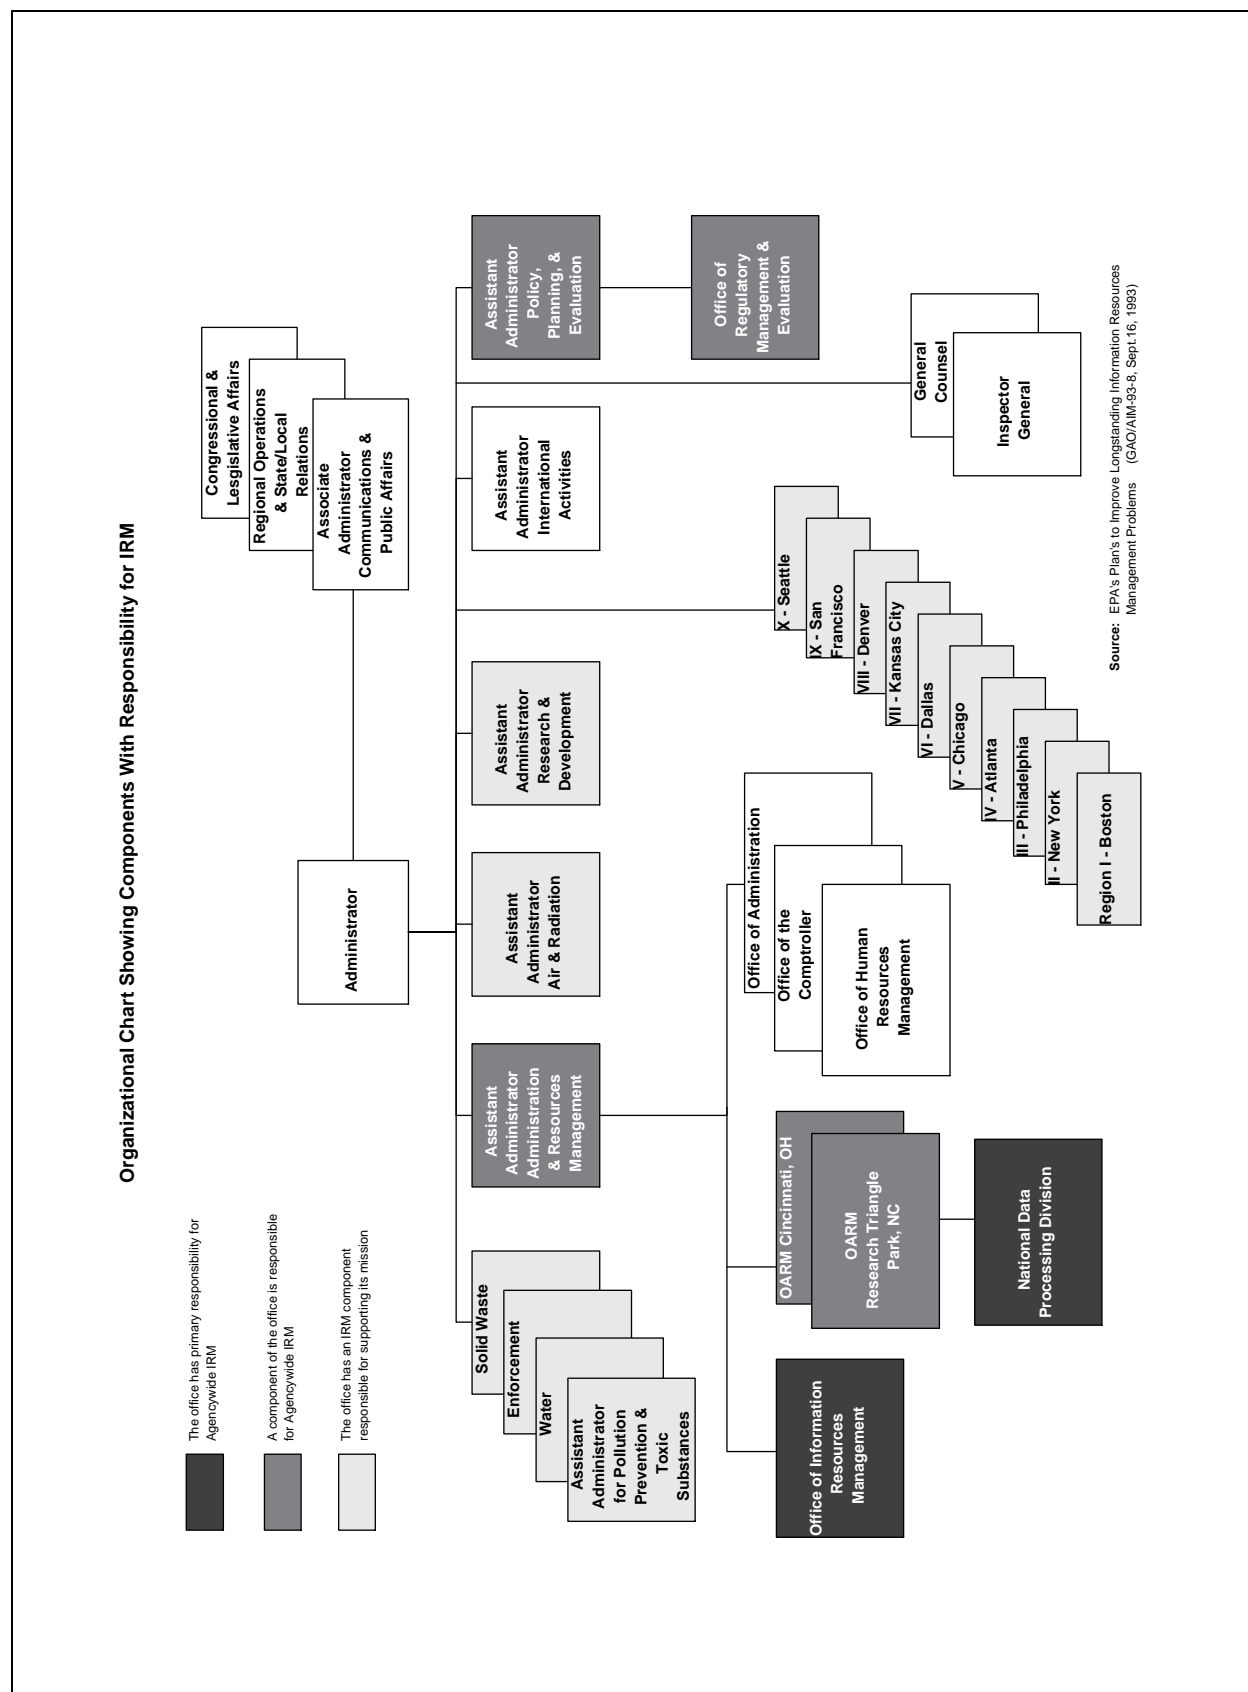 Organizational Chart Showing Components With Responsibility for IRM
The office has primary responsibility for
Agencywide IRM
A component of the office is responsible
for Agencywide IRM
The office has an IRM component
responsible for supporting its mission
Administrator
Congressional &
Lesgislative Affairs
Regional Operations
& State/Local
Relations
Associate
Administrator
Communications &
Public Affairs
Solid Waste
Enforcement
Water
Assistant
Administrator
for Pollution
Prevention &
Toxic
Substances
Assistant
Administrator
Administration
& Resources
Management
Assistant
Administrator
Air & Radiation
Assistant
Administrator
Research &
Development
Assistant
Administrator
International
Activities
Assistant
Administrator
Policy,
Planning, &
Evaluation
Office of
Regulatory
Management &
Evaluation
Office of Information
Resources
Management
OARM Cincinnati, OH
OARM
Research Triangle
Park, NC
National Data
Processing Division
Office of Administration
Office of the
Comptroller
Office of Human
Resources
Management
X - Seattle
IX - San
Francisco
VIII - Denver
VII - Kansas City
VI - Dallas
V - Chicago
IV - Atlanta
III - Philadelphia
II - New York
Region I - Boston
General
Counsel
Inspector
General
Source: EPA's Plan's to Improve Longstanding Information Resources
Management Problems (GAO/AIM-93-8, Sept.16, 1993)